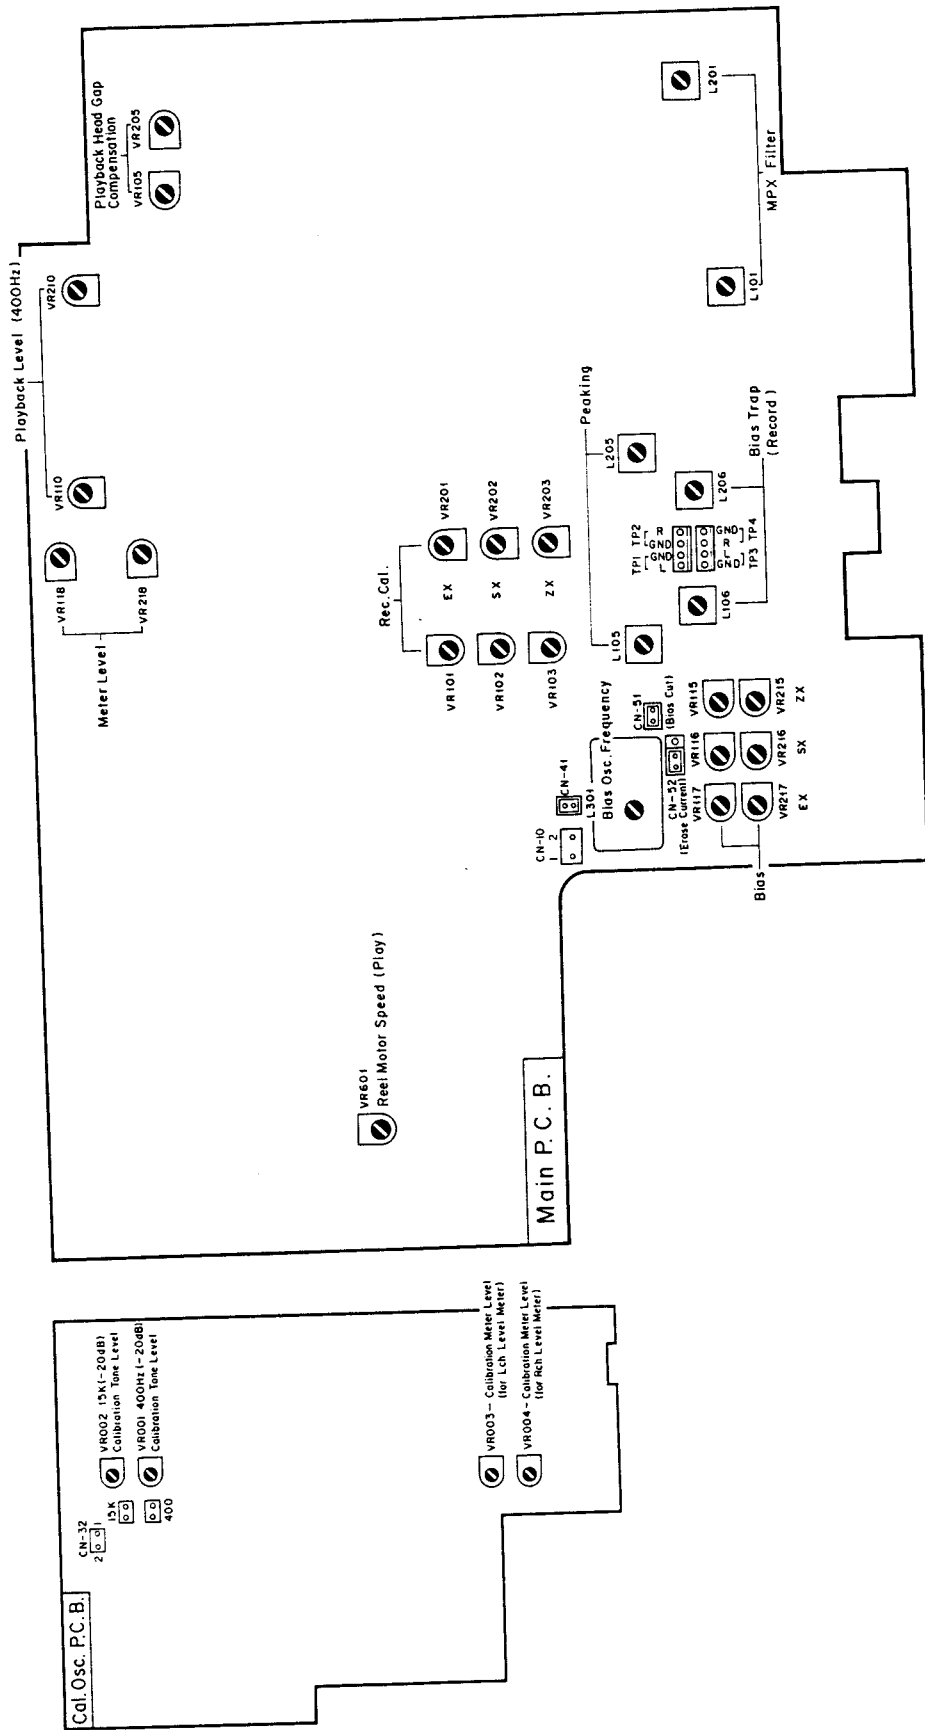 Playback Level (400Hz)
VR110
VR210
Playback Head Gap
Compensation
VR105
VR205
VR118
VR218
Meter Level
Rec. Cal.
VR101
EX
VR201
VR102
SX
VR202
VR103
ZX
VR203
Peaking
L105
L205
TP1
TP2
L
GND
GND
R
L
GND
R
GND
TP3
TP4
L106
L206
Bias Trap
(Record)
L101
L201
MPX Filter
CN-10
1
2
CN-41
L301
Bias Osc. Frequency
CN-51
(Bias Cut)
CN-52
(Erase Current)
VR117
VR116
VR115
VR217
VR216
VR215
EX
SX
ZX
Bias
VR601
Reel Motor Speed (Play)
Main P. C. B.
Cal. Osc. P.C.B.
CN-32
2
1
15K
400
VR002 15K (-20dB)
Calibration Tone Level
VR001 400Hz (-20dB)
Calibration Tone Level
VR003 - Calibration Meter Level
(for Lch Level Meter)
VR004 - Calibration Meter Level
(for Rch Level Meter)